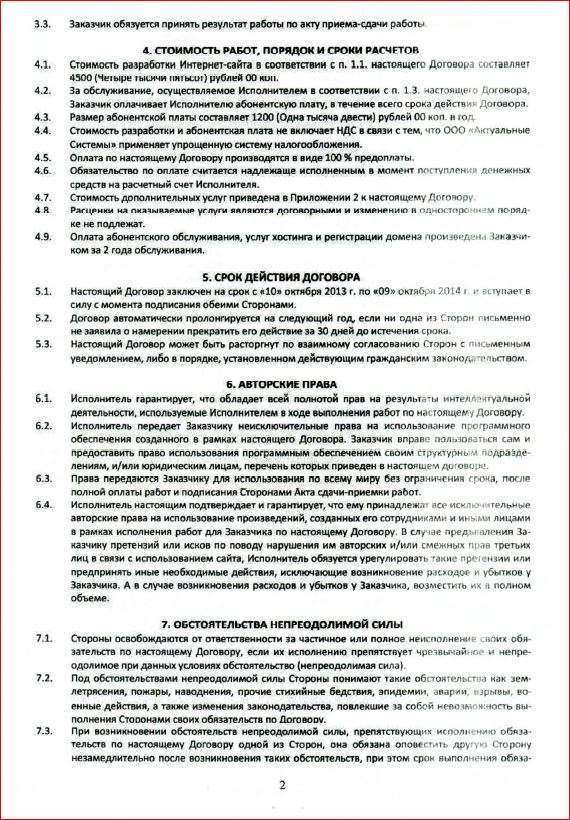 3.3. Заказчик обязуется принять результат работы по акту приема-сдачи работы.
4. СТОИМОСТЬ РАБОТ, ПОРЯДОК И СРОКИ РАСЧЕТОВ
4.1. Стоимость разработки Интернет-сайта в соответствии с п. 1.1. настоящего Договора составляет
4500 (Четыре тысячи пятьсот) рублей 00 коп.
4.2. За обслуживание, осуществляемое Исполнителем в соответствии с п. 1.3. настоящего Договора,
Заказчик оплачивает Исполнителю абонентскую плату, в течение всего срока действия Договора.
4.3. Размер абонентской платы составляет 1200 (Одна тысяча двести) рублей 00 коп. в год.
4.4. Стоимость разработки и абонентская плата не включает НДС в связи с тем, что ООО «Актуальные
Системы» применяет упрощенную систему налогообложения.
4.5. Оплата по настоящему Договору производятся в виде 100 % предоплаты.
4.6. Обязательство по оплате считается надлежаще исполненным в момент поступления денежных
средств на расчетный счет Исполнителя.
4.7. Стоимость дополнительных услуг приведена в Приложении 2 к настоящему Договору.
4.8. Расценки на оказываемые услуги являются договорными и изменению в одностороннем поряд-
ке не подлежат.
4.9. Оплата абонентского обслуживания, услуг хостинга и регистрации домена произведена Заказчи-
ком за 2 года обслуживания.
5. СРОК ДЕЙСТВИЯ ДОГОВОРА
5.1. Настоящий Договор заключен на срок с «10» октября 2013 г. по «09» октября 2014 г. и вступает в
силу с момента подписания обеими Сторонами.
5.2. Договор автоматически пролонгируется на следующий год, если ни одна из Сторон письменно
не заявила о намерении прекратить его действие за 30 дней до истечения срока.
5.3. Настоящий Договор может быть расторгнут по взаимному согласованию Сторон с письменным
уведомлением, либо в порядке, установленном действующим гражданским законодательством.
6. АВТОРСКИЕ ПРАВА
6.1. Исполнитель гарантирует, что обладает всей полнотой прав на результаты интеллектуальной
деятельности, используемые Исполнителем в ходе выполнения работ по настоящему Договору.
6.2. Исполнитель передает Заказчику неисключительные права на использование программного
обеспечения созданного в рамках настоящего Договора. Заказчик вправе пользоваться сам и
предоставить право использования программным обеспечением своим структурным подразде-
лениям, и/или юридическим лицам, перечень которых приведен в настоящем договоре.
6.3. Права передаются Заказчику для использования по всему миру без ограничения срока, после
полной оплаты работ и подписания Сторонами Акта сдачи-приемки работ.
6.4. Исполнитель настоящим подтверждает и гарантирует, что ему принадлежат все исключительные
авторские права на использование произведений, созданных его сотрудниками и иными лицами
в рамках исполнения работ для Заказчика по настоящему Договору. В случае предъявления За-
казчику претензий или исков по поводу нарушения им авторских и/или смежных прав третьих
лиц в связи с использованием сайта, Исполнитель обязуется урегулировать такие претензии или
предпринять иные необходимые действия, исключающие возникновение расходов и убытков у
Заказчика. А в случае возникновения расходов и убытков у Заказчика, возместить их в полном
объеме.
7. ОБСТОЯТЕЛЬСТВА НЕПРЕОДОЛИМОЙ СИЛЫ
7.1. Стороны освобождаются от ответственности за частичное или полное неисполнение своих обя-
зательств по настоящему Договору, если их исполнению препятствует чрезвычайное и непре-
одолимое при данных условиях обстоятельство (непреодолимая сила).
7.2. Под обстоятельствами непреодолимой силы Стороны понимают такие обстоятельства как зем-
летрясения, пожары, наводнения, прочие стихийные бедствия, эпидемии, аварии, взрывы, во-
енные действия, а также изменения законодательства, повлекшие за собой невозможность вы-
полнения Сторонами своих обязательств по Договору.
7.3. При возникновении обстоятельств непреодолимой силы, препятствующих исполнению обяза-
тельств по настоящему Договору одной из Сторон, она обязана оповестить другую Сторону
незамедлительно после возникновения таких обстоятельств, при этом срок выполнения обяза-
2